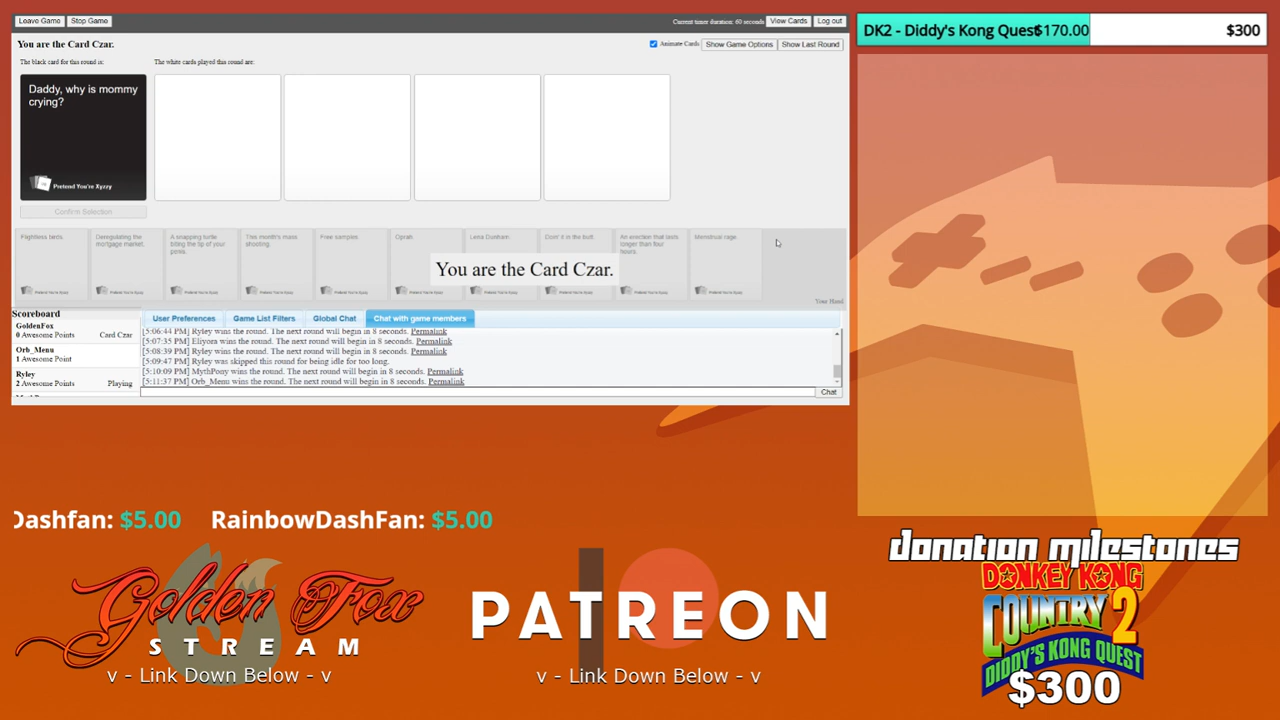 Leave Game
Stop Game
Current timer duration: 60 seconds
View Cards
Log out
You are the Card Czar.
Animate Cards
Show Game Options
Show Last Round
The black card for this round is:
The white cards played this round are:
Daddy, why is mommy
crying?
Pretend You're Xyzzy
Confirm Selection
Flightless birds.
Deregulating the
mortgage market.
A snapping turtle
biting the tip of your
penis.
This month's mass
shooting.
Free samples.
Oprah.
Lena Dunham.
Doin' it in the butt.
An erection that lasts
longer than four
hours.
Menstrual rage.
You are the Card Czar.
Your Hand
Scoreboard
GoldenFox
0 Awesome Points
Card Czar
Orb_Menu
1 Awesome Point
Ryley
2 Awesome Points
Playing
User Preferences
Game List Filters
Global Chat
Chat with game members
[5:06:44 PM] Ryley wins the round. The next round will begin in 8 seconds. Permalink
[5:07:35 PM] Eliyora wins the round. The next round will begin in 8 seconds. Permalink
[5:08:39 PM] Ryley wins the round. The next round will begin in 8 seconds. Permalink
[5:09:47 PM] Ryley was skipped this round for being idle for too long.
[5:10:09 PM] MythPony wins the round. The next round will begin in 8 seconds. Permalink
[5:11:37 PM] Orb_Menu wins the round. The next round will begin in 8 seconds. Permalink
Chat
DK2 - Diddy's Kong Quest
$170.00
$300
Dashfan: $5.00
RainbowDashFan: $5.00
Golden Fox
STREAM
v - Link Down Below - v
PATREON
v - Link Down Below - v
donation milestones
DONKEY KONG
COUNTRY 2
DIDDY'S KONG QUEST
$300